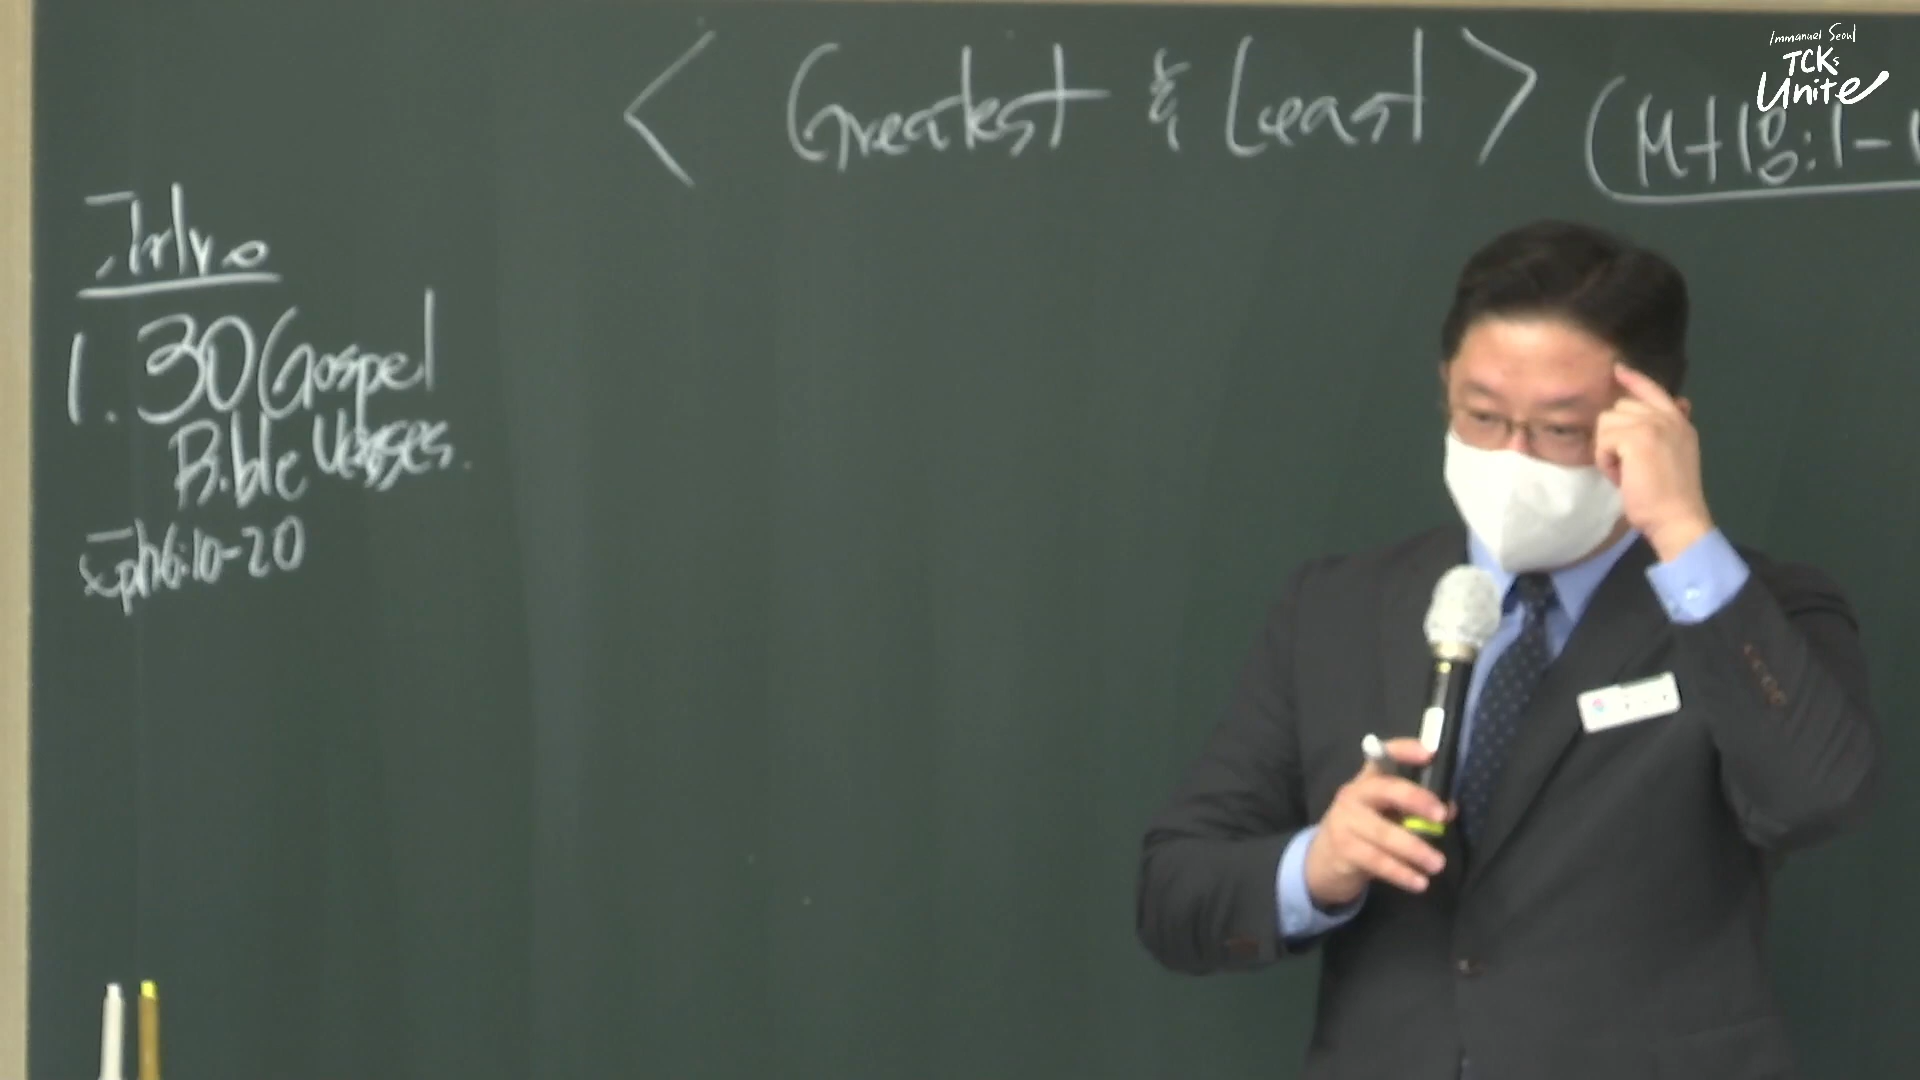 < Greatest & Least >
(Mt 18:1-1
Intro
1. 30 Gospel
Bible Verses.
Eph 6:10-20
Immanuel Seoul
TCKs
Unite